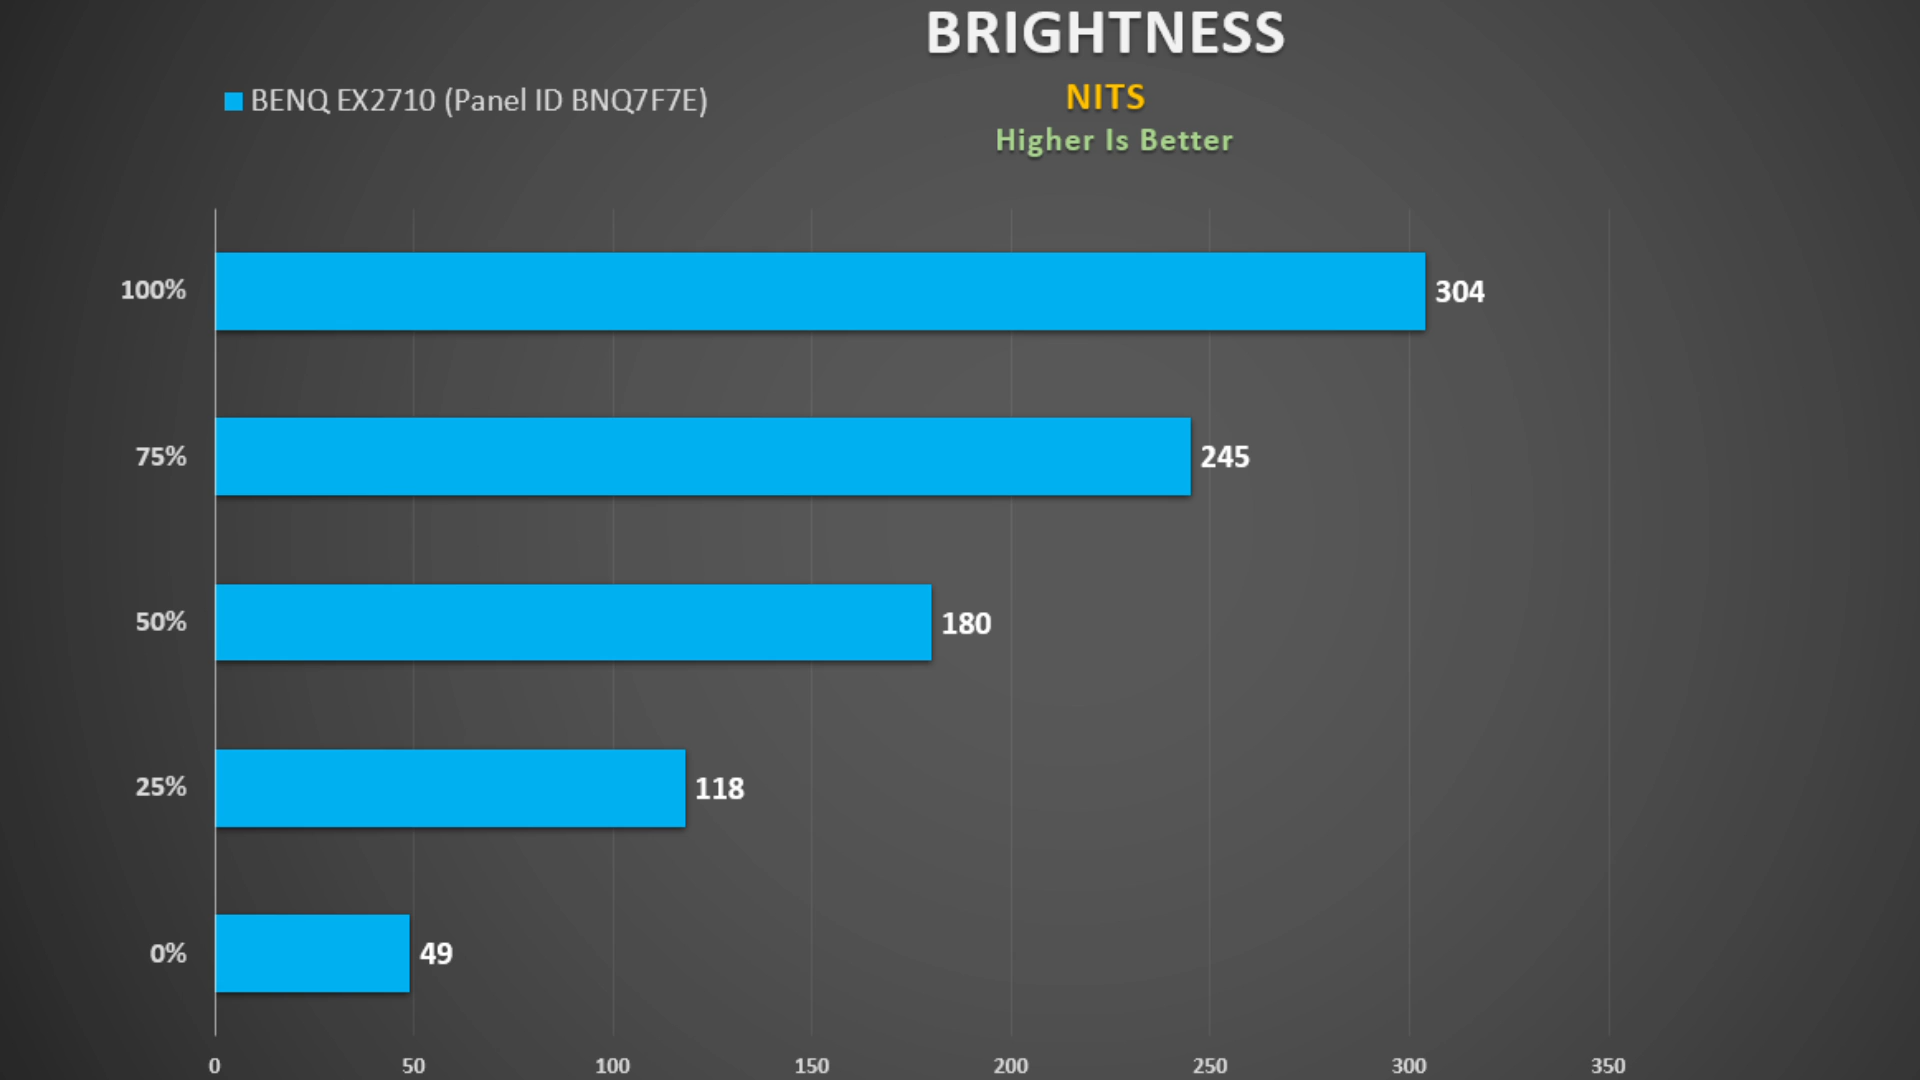 BRIGHTNESS
NITS
Higher Is Better
BENQ EX2710 (Panel ID BNQ7F7E)
100% 304
75% 245
50% 180
25% 118
0% 49
0 50 100 150 200 250 300 350